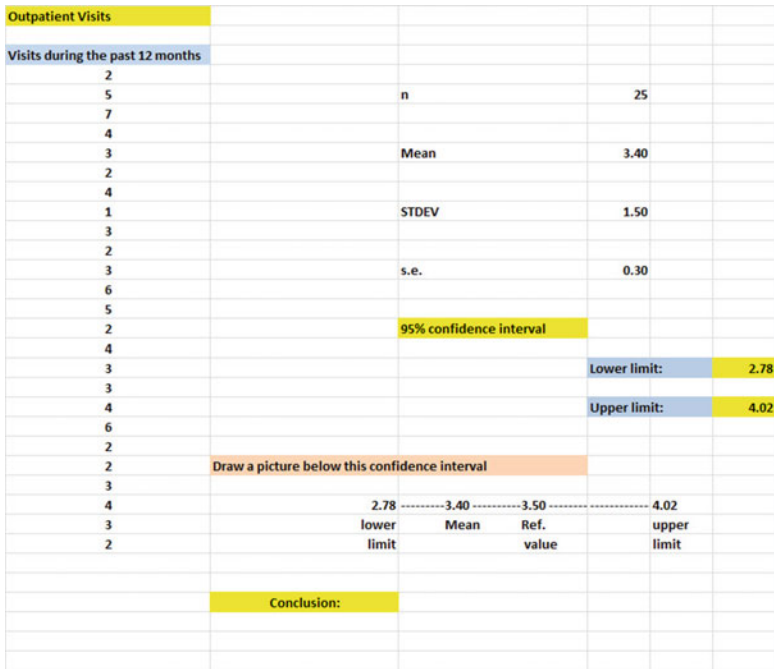 Outpatient Visits
Visits during the past 12 months
2
5 n 25
7
4
3 Mean 3.40
2
4
1 STDEV 1.50
3
2
3 s.e. 0.30
6
5
2 95% confidence interval
4
3 Lower limit: 2.78
3
4 Upper limit: 4.02
6
2
2 Draw a picture below this confidence interval
3
4 2.78 ---------3.40 ----------3.50 -------- ------------ 4.02
3 lower Mean Ref. upper
2 limit value limit
Conclusion: